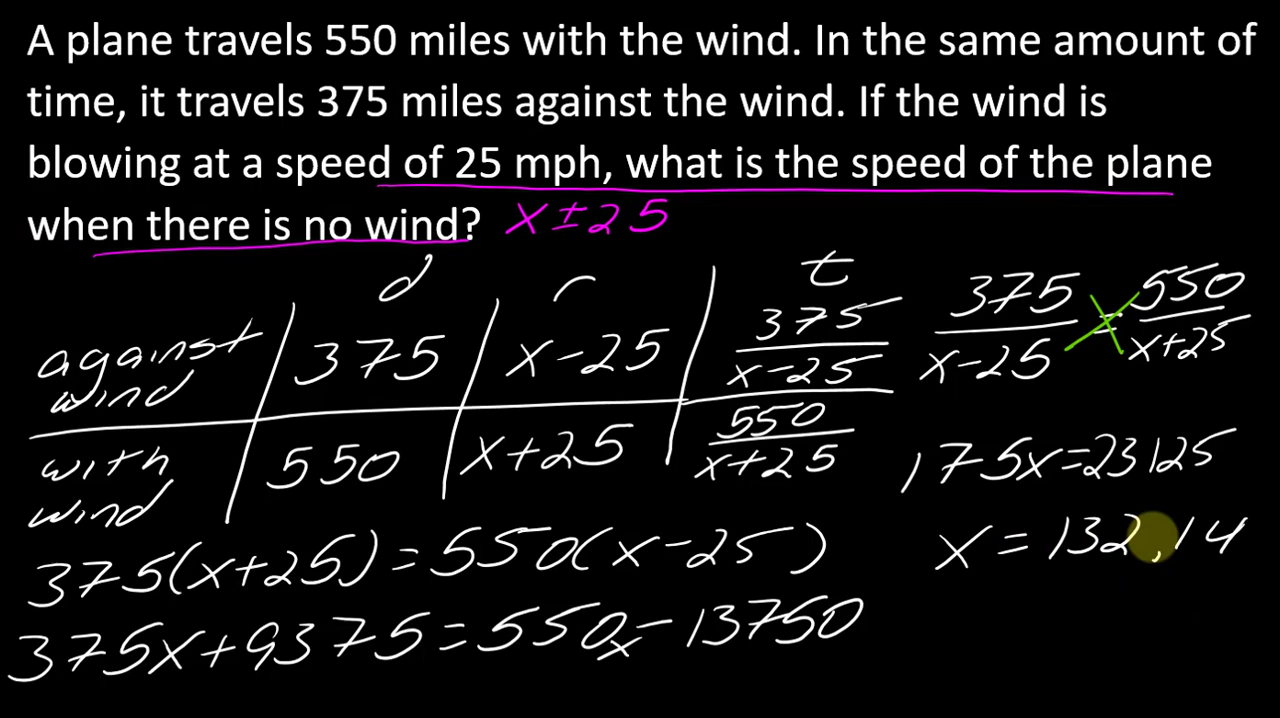 A plane travels 550 miles with the wind. In the same amount of
time, it travels 375 miles against the wind. If the wind is
blowing at a speed of 25 mph, what is the speed of the plane
when there is no wind? x ± 25
d r t
against wind 375 x-25 375/(x-25)
with wind 550 x+25 550/(x+25)
375/(x-25) = 550/(x+25)
375(x+25) = 550(x-25)
375x+9375=550x-13750
175x=23125
x=132.14